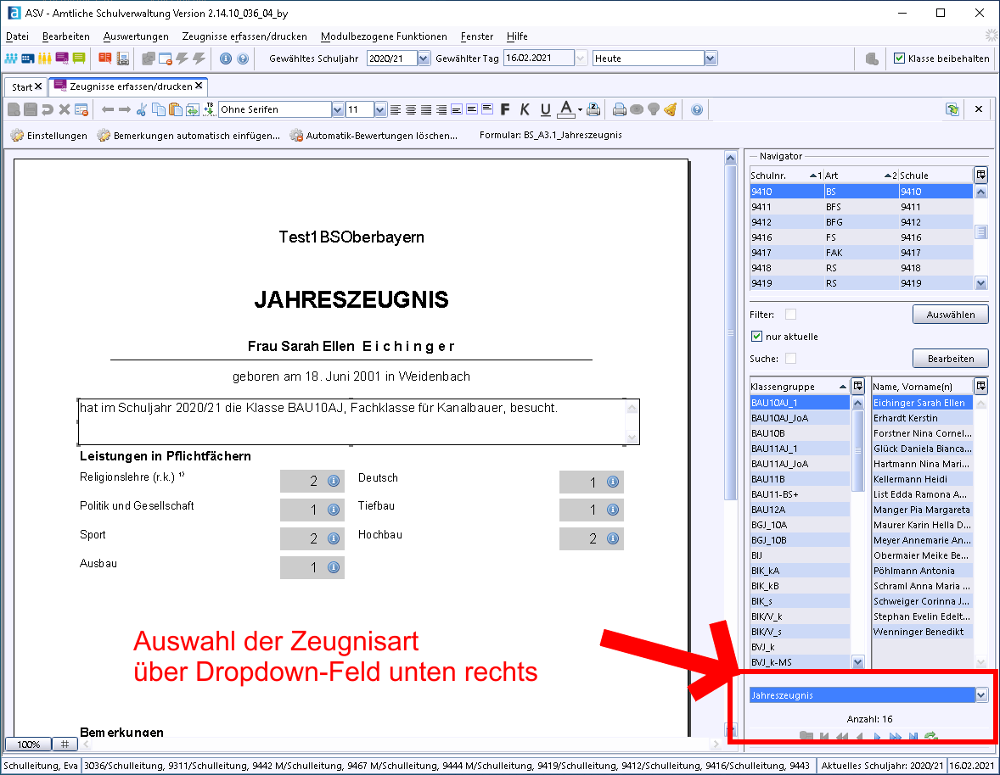 ASV - Amtliche Schulverwaltung Version 2.14.10_036_04_by
Datei Bearbeiten Auswertungen Zeugnisse erfassen/drucken Modulbezogene Funktionen Fenster Hilfe
Gewähltes Schuljahr 2020/21 Gewählter Tag 16.02.2021 Heute Klasse beibehalten
Start Zeugnisse erfassen/drucken
Ohne Serifen 11 F K U A
Einstellungen Bemerkungen automatisch einfügen... Automatik-Bewertungen löschen... Formular: BS_A3.1_Jahreszeugnis
Test1BSOberbayern
JAHRESZEUGNIS
Frau Sarah Ellen E i c h i n g e r
geboren am 18. Juni 2001 in Weidenbach
hat im Schuljahr 2020/21 die Klasse BAU10AJ, Fachklasse für Kanalbauer, besucht.
Leistungen in Pflichtfächern
Religionslehre (r.k.) 1) 2 Deutsch 1
Politik und Gesellschaft 1 Tiefbau 1
Sport 2 Hochbau 2
Ausbau 1
Auswahl der Zeugnisart
über Dropdown-Feld unten rechts
Bemerkungen
100% #
Navigator
Schulnr. 1 Art 2 Schule
9410 BS 9410
9411 BFS 9411
9412 BFG 9412
9416 FS 9416
9417 FAK 9417
9418 RS 9418
9419 RS 9419
Filter: Auswählen
nur aktuelle
Suche: Bearbeiten
Klassengruppe Name, Vorname(n)
BAU10AJ_1 Eichinger Sarah Ellen
BAU10AJ_JoA Erhardt Kerstin
BAU10B Forstner Nina Cornel...
BAU11AJ_1 Glück Daniela Bianca...
BAU11AJ_JoA Hartmann Nina Mari...
BAU11B Kellermann Heidi
BAU11-BS+ List Edda Ramona A...
BAU12A Manger Pia Margareta
BGJ_10A Maurer Karin Hella D...
BGJ_10B Meyer Annemarie An...
BIJ Obermaier Meike Be...
BIK_kA Pöhlmann Antonia
BIK_kB Schraml Anna Maria ...
BIK_s Schweiger Corinna J...
BIK/V_k Stephan Evelin Edelt...
BIK/V_s Wenninger Benedikt
BVJ_k
BVJ_k-MS
Jahreszeugnis
Anzahl: 16
Schulleitung, Eva 3036/Schulleitung, 9311/Schulleitung, 9442 M/Schulleitung, 9467 M/Schulleitung, 9444 M/Schulleitung, 9419/Schulleitung, 9412/Schulleitung, 9416/Schulleitung, 9443 Aktuelles Schuljahr: 2020/21 16.02.2021